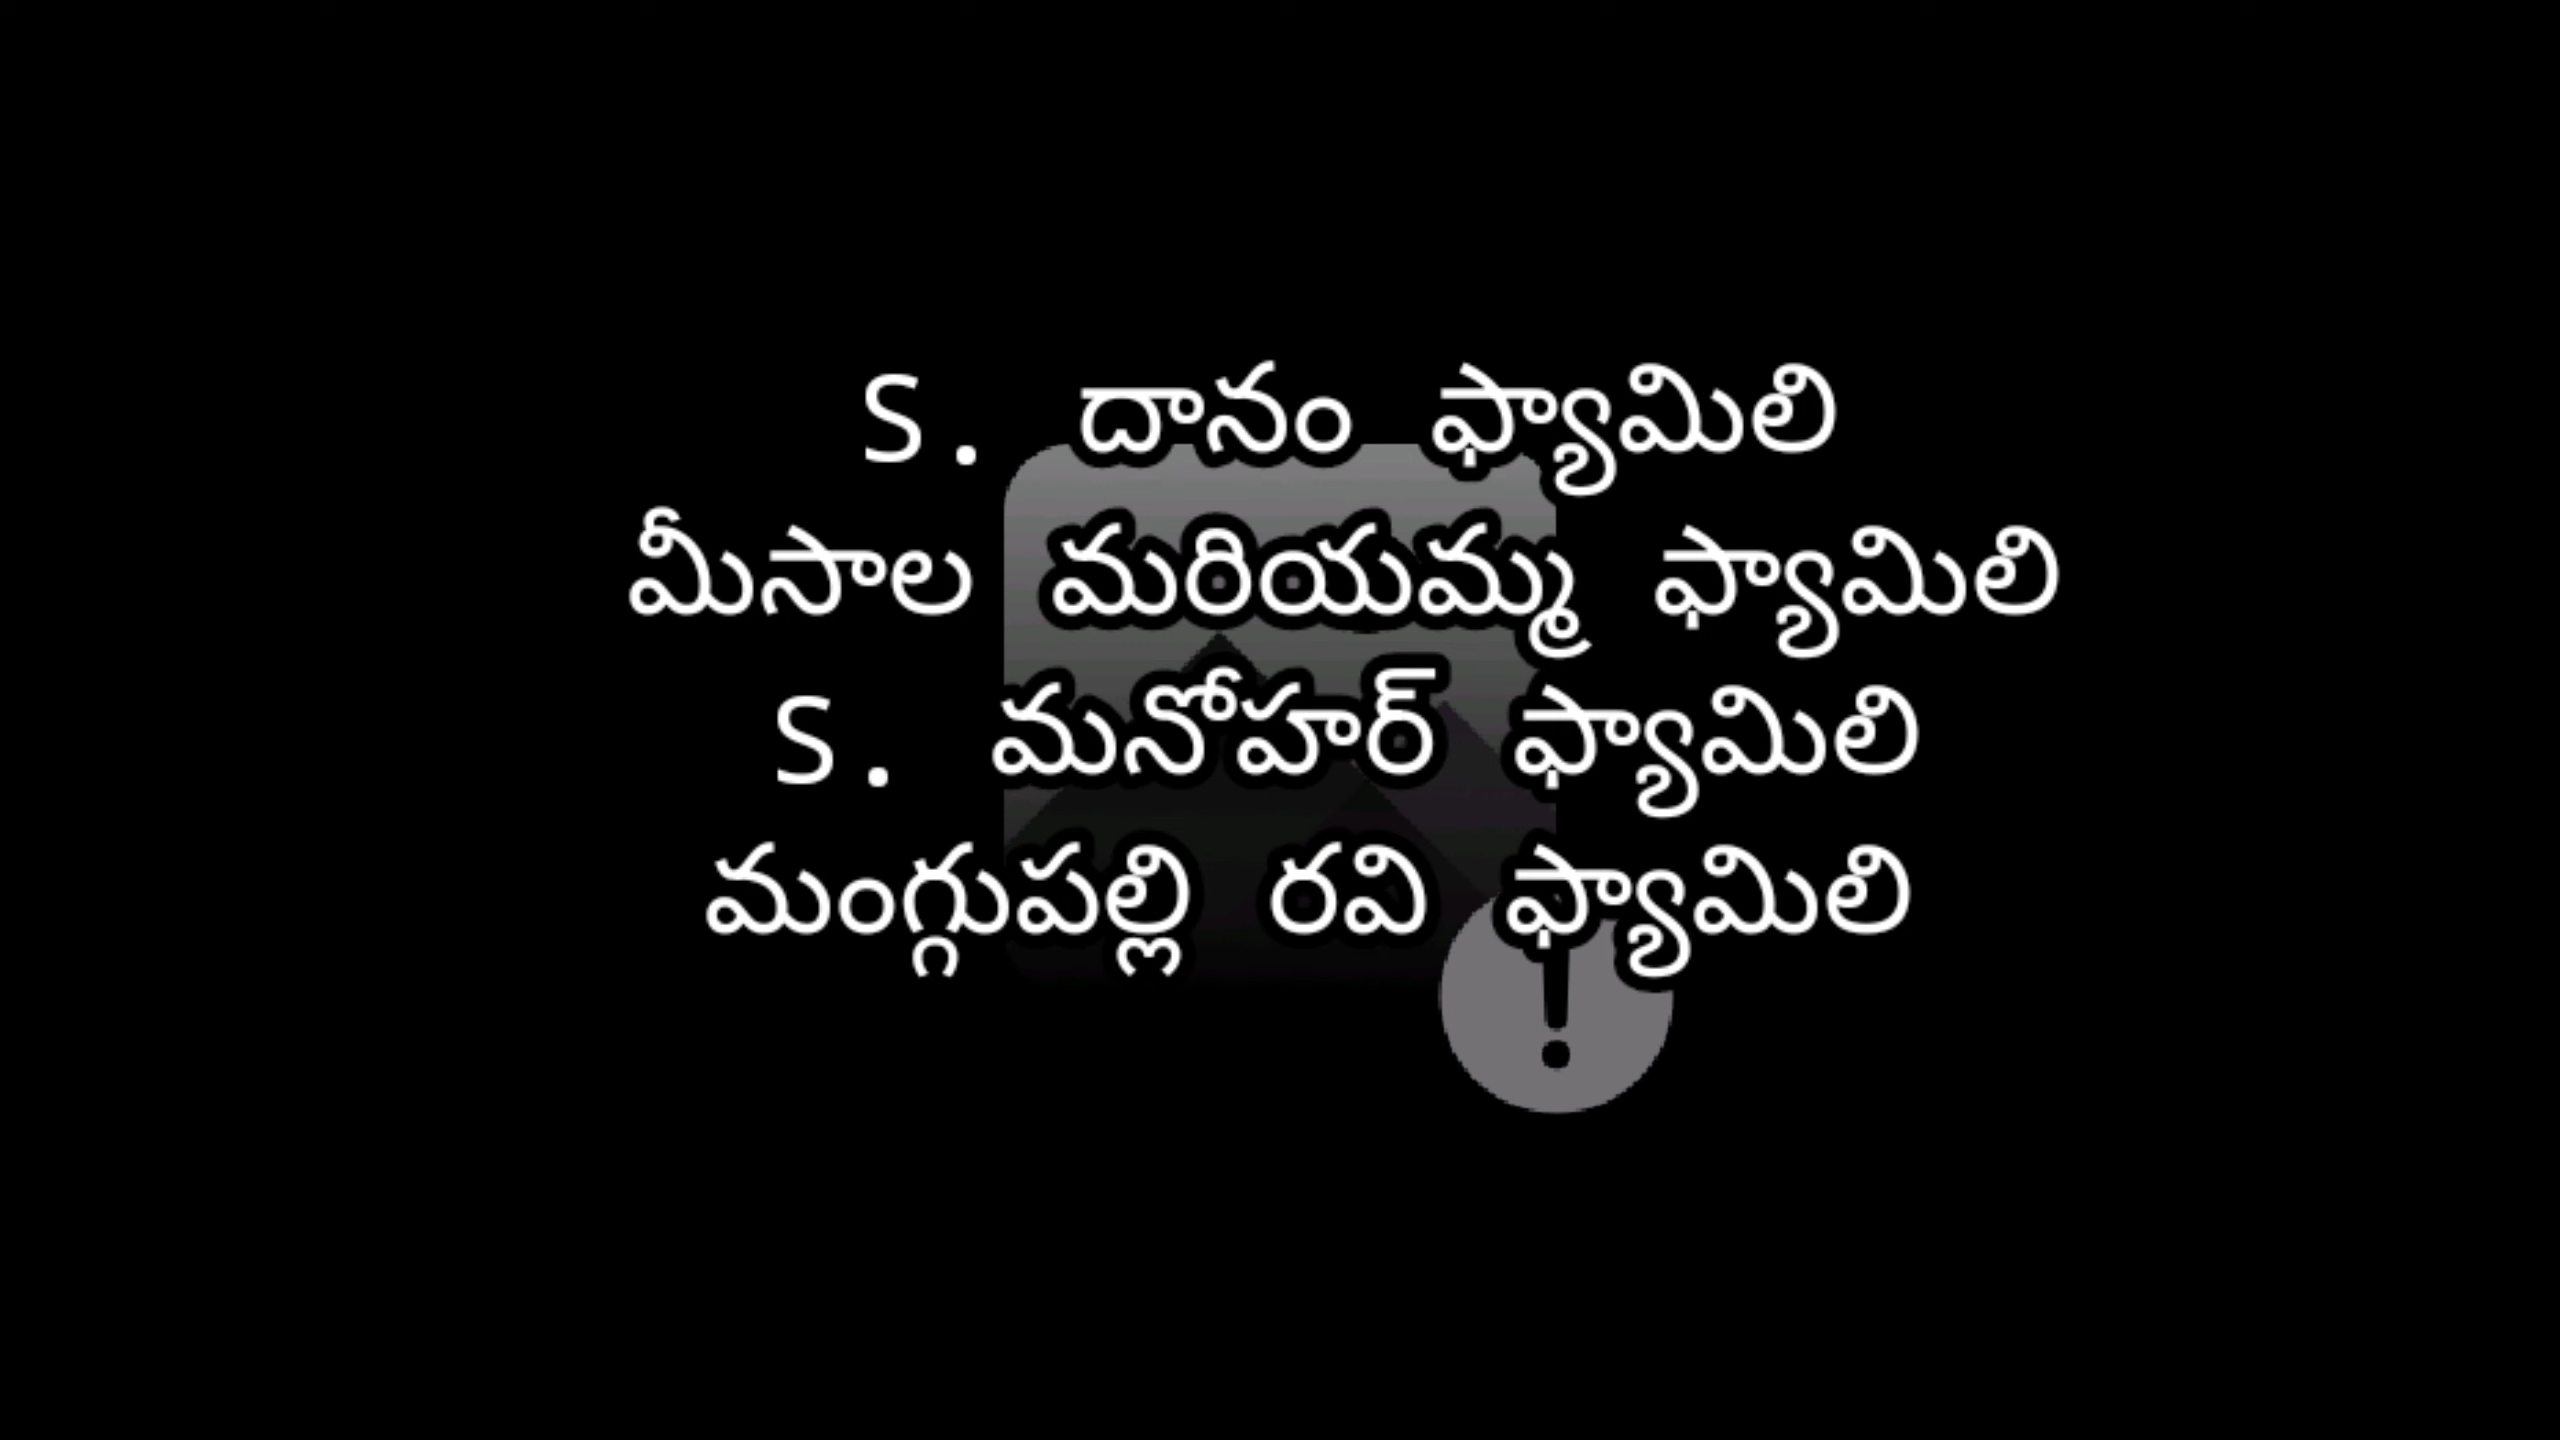 S. దానం ఫ్యామిలి
మీసాల మరియమ్మ ఫ్యామిలి
S. మనోహర్ ఫ్యామిలి
మంగ్గుపల్లి రవి ఫ్యామిలి